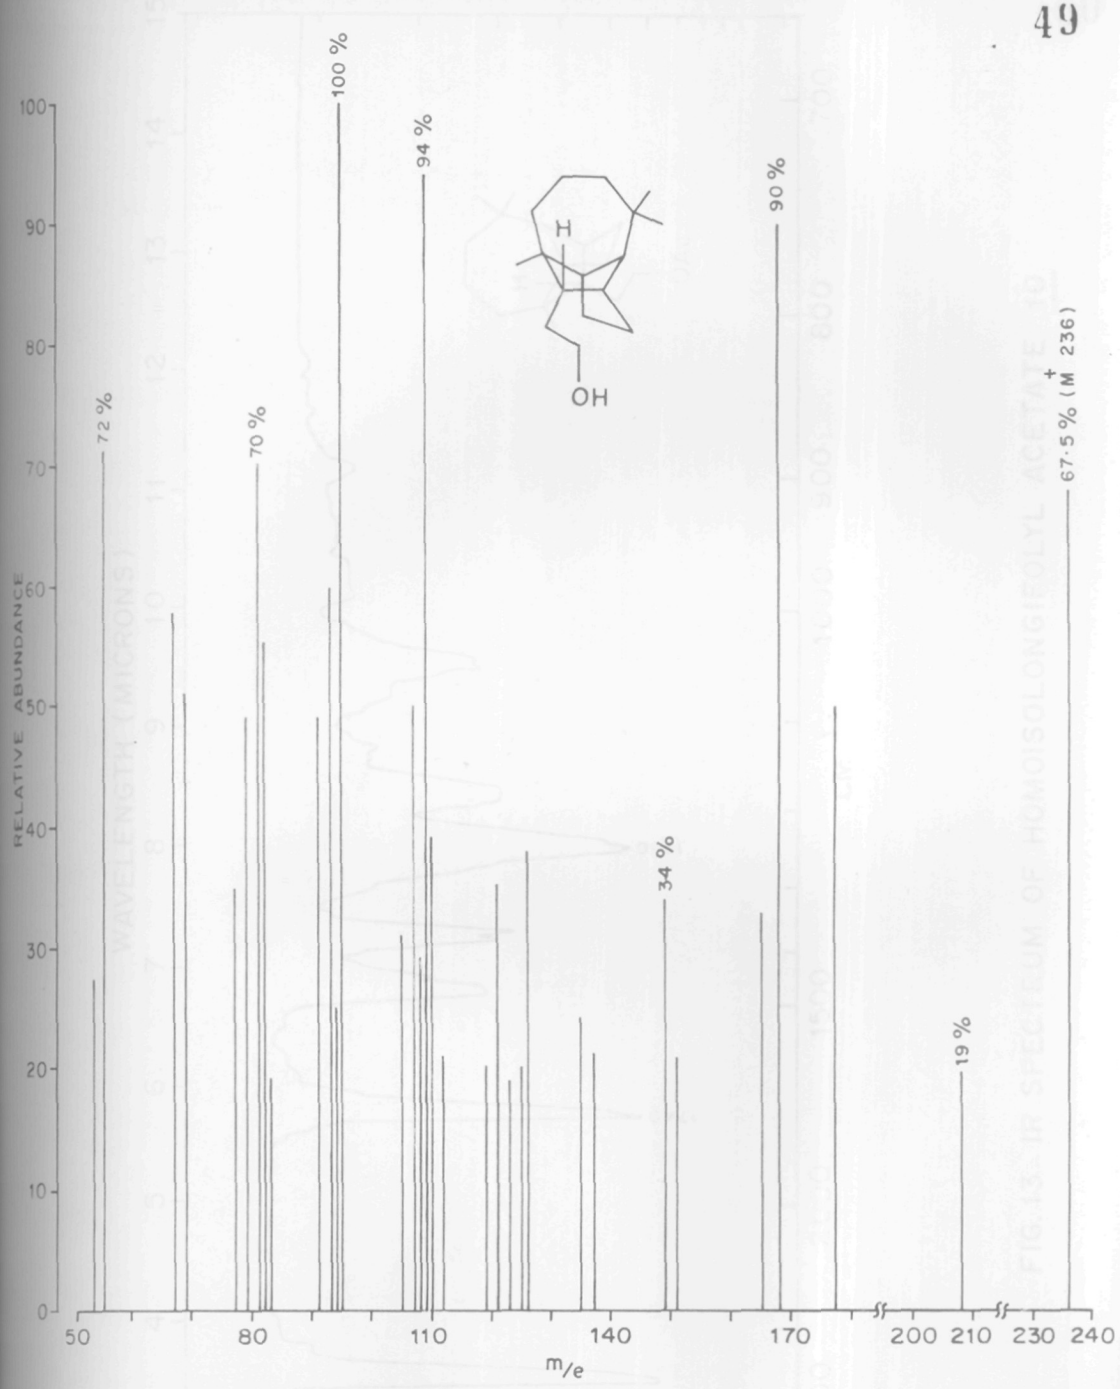 49
100 %
94 %
90 %
72 %
70 %
34 %
19 %
67·5 % (M⁺ 236)
H
OH
RELATIVE ABUNDANCE
100
90
80
70
60
50
40
30
20
10
0
50 80 110 140 170 200 210 230 240
m/e
WAVELENGTH (MICRONS)
FIG. 13. IR SPECTRUM OF HOMOISOLONGIFOLYL ACETATE 10